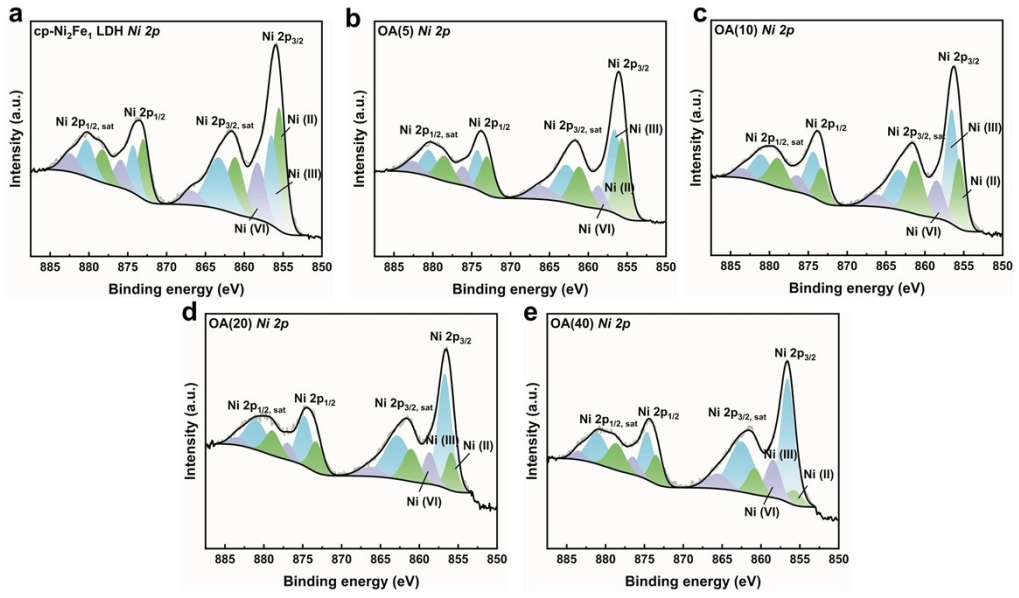 a
cp-Ni₂Fe₁ LDH Ni 2p
Ni 2p3/2
Ni 2p1/2, sat
Ni 2p1/2
Ni 2p3/2, sat
Ni (II)
Ni (III)
Ni (VI)
Intensity (a.u.)
885 880 875 870 865 860 855 850
Binding energy (eV)
b
OA(5) Ni 2p
Ni 2p3/2
Ni 2p1/2, sat
Ni 2p1/2
Ni 2p3/2, sat
Ni (III)
Ni (II)
Ni (VI)
Intensity (a.u.)
885 880 875 870 865 860 855 850
Binding energy (eV)
c
OA(10) Ni 2p
Ni 2p3/2
Ni 2p1/2
Ni 2p1/2, sat
Ni 2p3/2, sat
Ni (III)
Ni (II)
Ni (VI)
Intensity (a.u.)
885 880 875 870 865 860 855 850
Binding energy (eV)
d
OA(20) Ni 2p
Ni 2p3/2
Ni 2p1/2, sat
Ni 2p1/2
Ni 2p3/2, sat
Ni (III)
Ni (II)
Ni (VI)
Intensity (a.u.)
885 880 875 870 865 860 855 850
Binding energy (eV)
e
OA(40) Ni 2p
Ni 2p3/2
Ni 2p1/2, sat
Ni 2p1/2
Ni 2p3/2, sat
Ni (III)
Ni (II)
Ni (VI)
Intensity (a.u.)
885 880 875 870 865 860 855 850
Binding energy (eV)